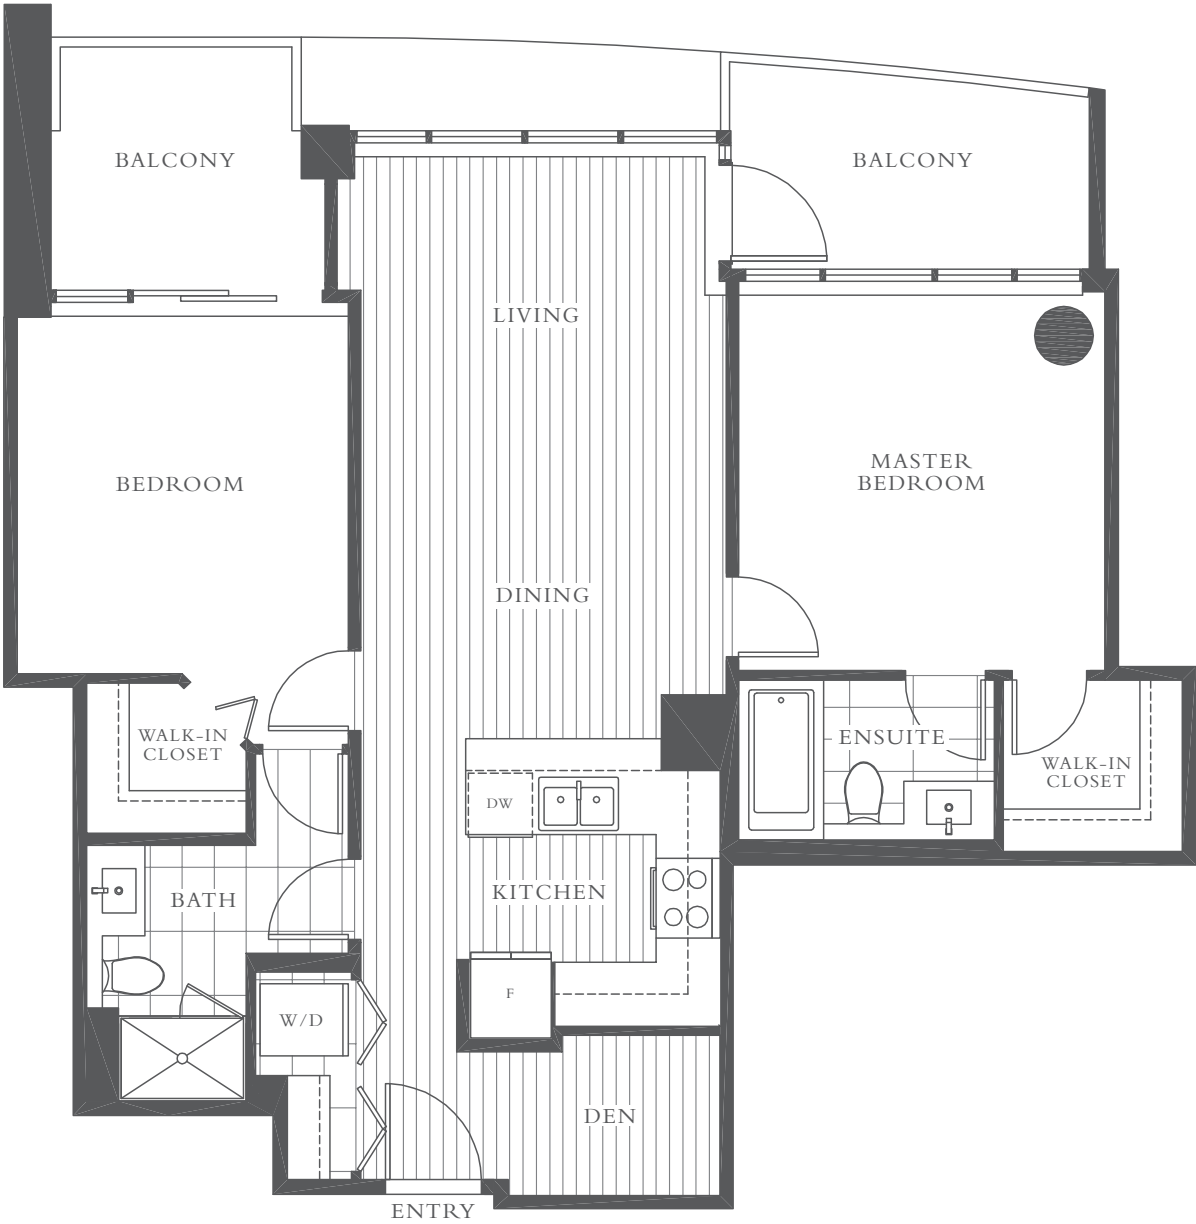 BALCONY
BALCONY
LIVING
MASTER
BEDROOM
BEDROOM
DINING
WALK-IN
CLOSET
ENSUITE
WALK-IN
CLOSET
DW
KITCHEN
BATH
F
W/D
DEN
ENTRY